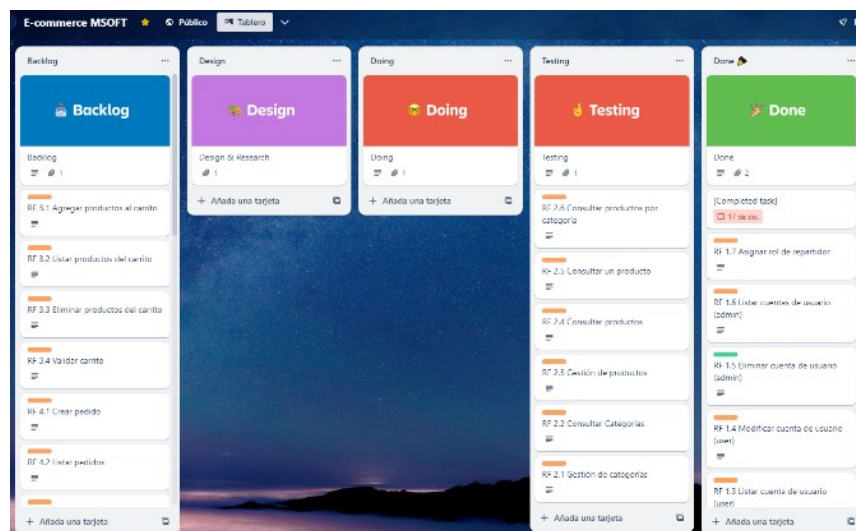 E-commerce MSOFT
Público
Tablero
Backlog
Backlog
Backlog
1
RF 3.1 Agregar productos al carrito
RF 3.2 Listar productos del carrito
RF 3.3 Eliminar productos del carrito
RF 3.4 Validar carrito
RF 4.1 Crear pedido
RF 4.2 Listar pedidos
+ Añada una tarjeta
Design
Design
Design & Research
1
+ Añada una tarjeta
Doing
Doing
Doing
1
+ Añada una tarjeta
Testing
Testing
Testing
1
RF 2.6 Consultar productos por
categoría
RF 2.5 Consultar un producto
RF 2.4 Consultar productos
RF 2.3 Gestión de productos
RF 2.2 Consultar Categorías
RF 2.1 Gestión de categorías
+ Añada una tarjeta
Done
Done
Done
2
[Completed task]
17 de dic.
RF 1.7 Asignar rol de repartidor
RF 1.6 Listar cuentas de usuario
(admin)
RF 1.5 Eliminar cuenta de usuario
(admin)
RF 1.4 Modificar cuenta de usuario
(user)
RF 1.3 Listar cuenta de usuario
(user)
+ Añada una tarjeta